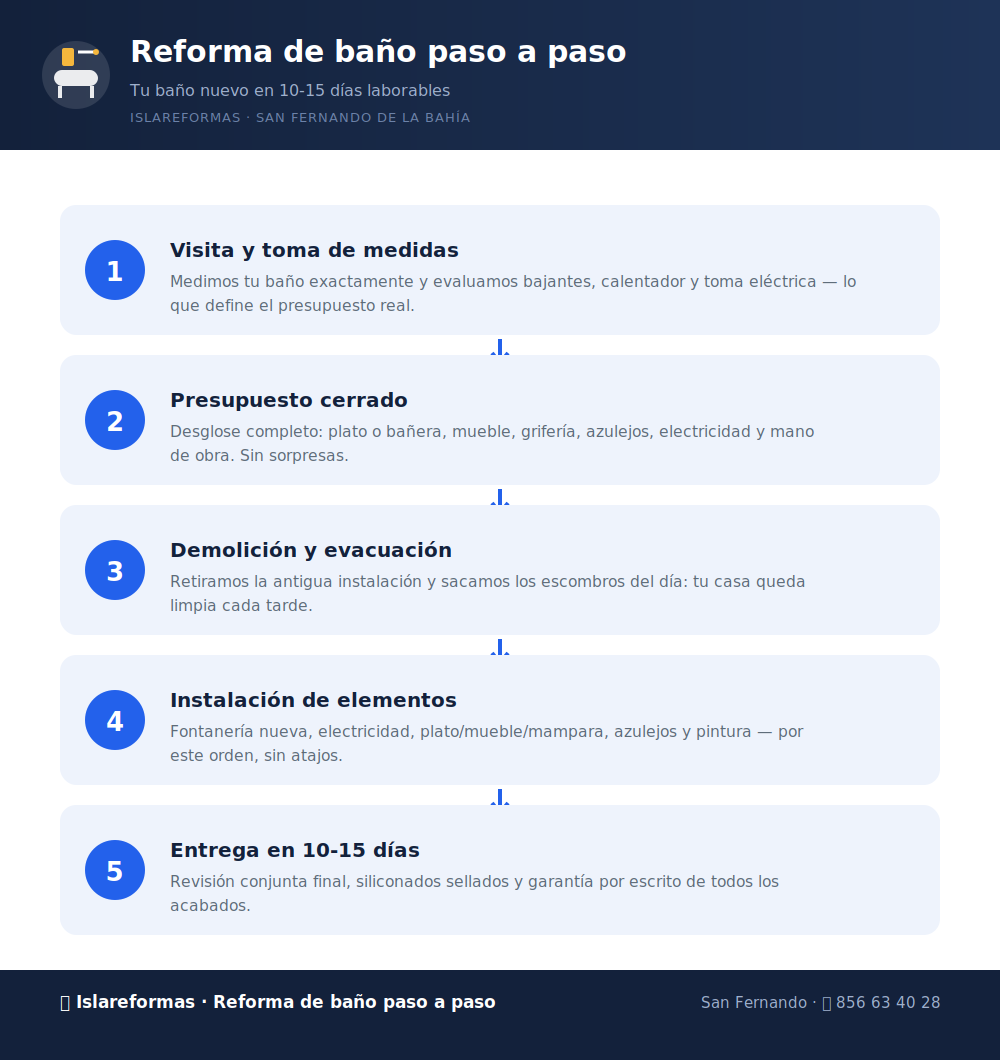 Reforma de baño paso a paso
Tu baño nuevo en 10-15 días laborables
ISLAREFORMAS · SAN FERNANDO DE LA BAHÍA
1
Visita y toma de medidas
Medimos tu baño exactamente y evaluamos bajantes, calentador y toma eléctrica — lo
que define el presupuesto real.
2
Presupuesto cerrado
Desglose completo: plato o bañera, mueble, grifería, azulejos, electricidad y mano
de obra. Sin sorpresas.
3
Demolición y evacuación
Retiramos la antigua instalación y sacamos los escombros del día: tu casa queda
limpia cada tarde.
4
Instalación de elementos
Fontanería nueva, electricidad, plato/mueble/mampara, azulejos y pintura — por
este orden, sin atajos.
5
Entrega en 10-15 días
Revisión conjunta final, siliconados sellados y garantía por escrito de todos los
acabados.
Islareformas · Reforma de baño paso a paso
San Fernando · 856 63 40 28